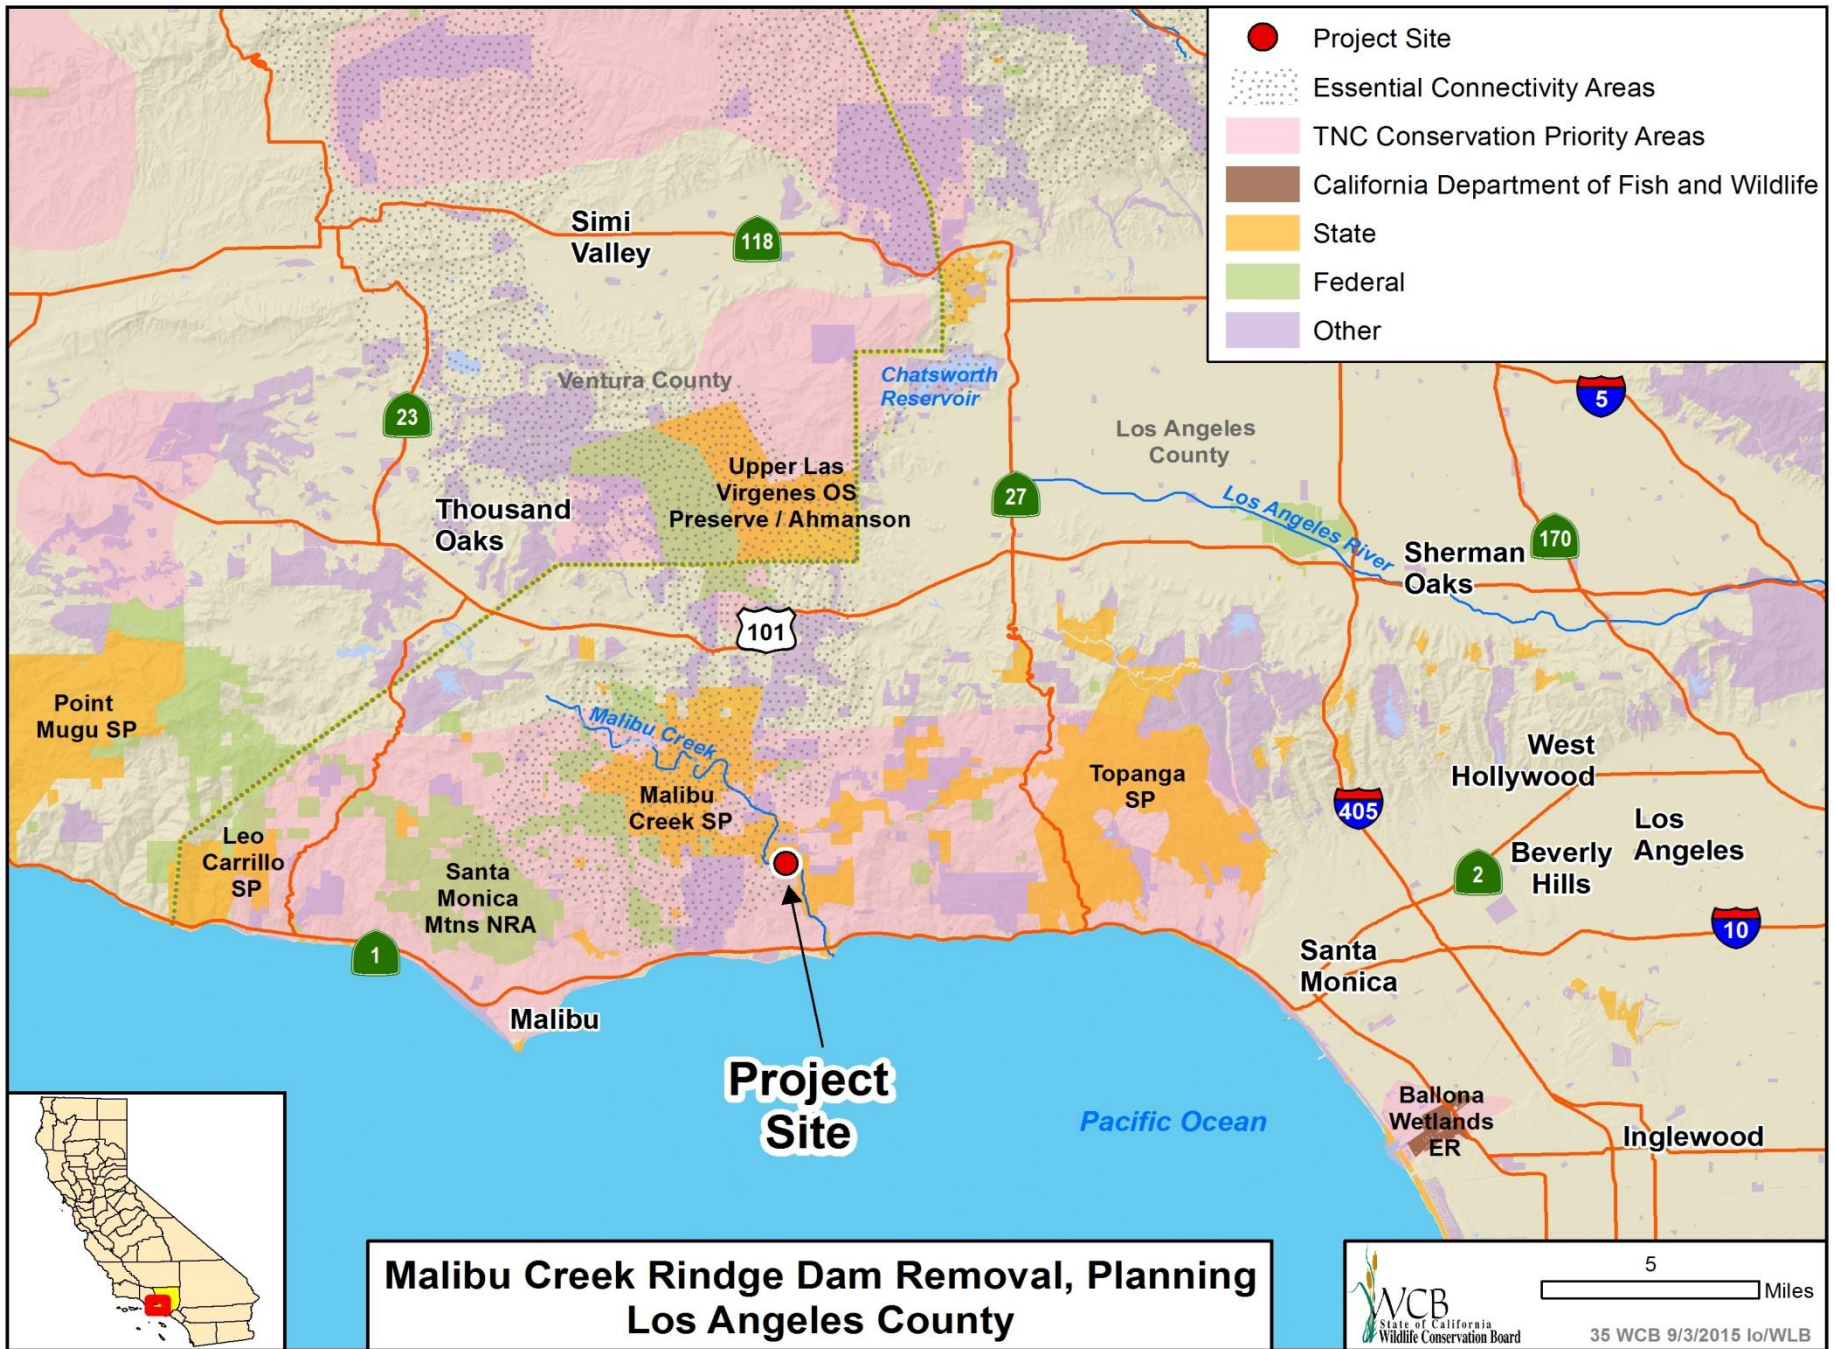 Project Site
Essential Connectivity Areas
TNC Conservation Priority Areas
California Department of Fish and Wildlife
State
Federal
Other
Simi
Valley
118
5
Chatsworth
Reservoir
Ventura County
23
Los Angeles
County
Upper Las
Virgenes OS
Preserve / Ahmanson
27
Los Angeles River
Thousand
Oaks
170
Sherman
Oaks
101
Point
Mugu SP
Malibu Creek
West
Hollywood
Topanga
SP
Malibu
Creek SP
405
Los
Angeles
Leo
Carrillo
SP
Beverly
Hills
2
Santa
Monica
Mtns NRA
10
1
Santa
Monica
Malibu
Project
Site
Pacific Ocean
Ballona
Wetlands
ER
Inglewood
Malibu Creek Rindge Dam Removal, Planning
Los Angeles County
5
Miles
WCB
State of California
Wildlife Conservation Board
35 WCB 9/3/2015 lo/WLB